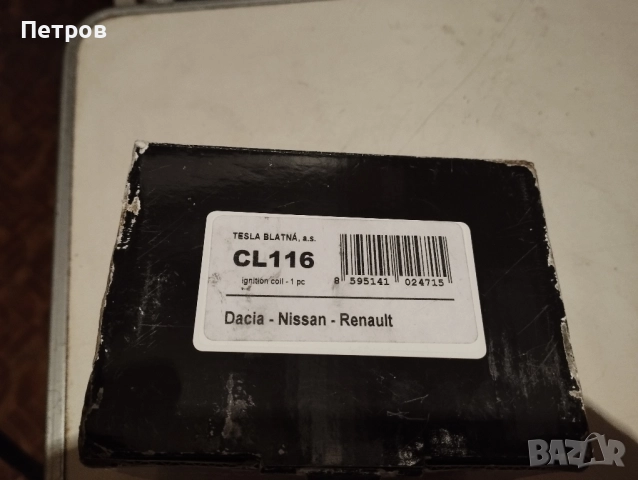 Петров
TESLA BLATNÁ, a.s.
CL116
ignition coil - 1 pc
8 595141 024715
Dacia - Nissan - Renault
BAZAR